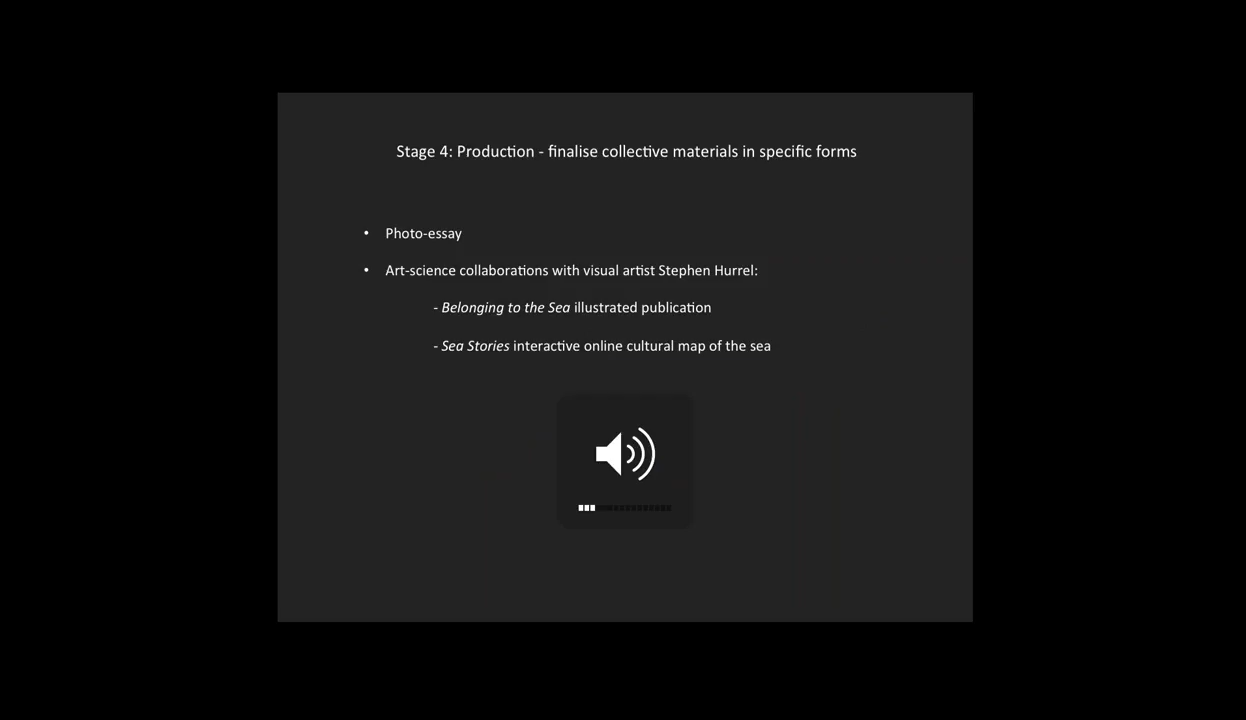 Stage 4: Production - finalise collective materials in specific forms
• Photo-essay
• Art-science collaborations with visual artist Stephen Hurrel:
- Belonging to the Sea illustrated publication
- Sea Stories interactive online cultural map of the sea